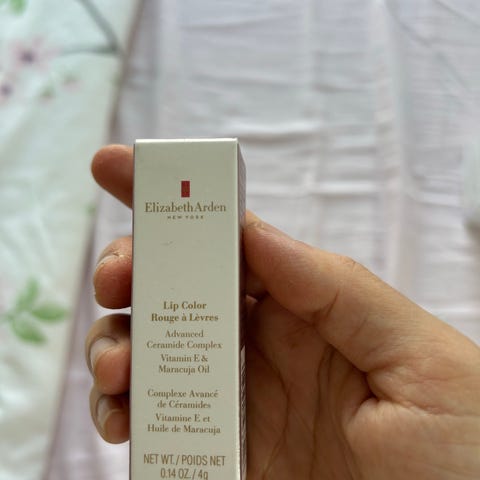 ElizabethArden
NEW YORK
Lip Color
Rouge à Lèvres
Advanced
Ceramide Complex
Vitamin E &
Maracuja Oil
Complexe Avancé
de Céramides
Vitamine E et
Huile de Maracuja
NET WT. / POIDS NET
0.14 OZ. / 4g